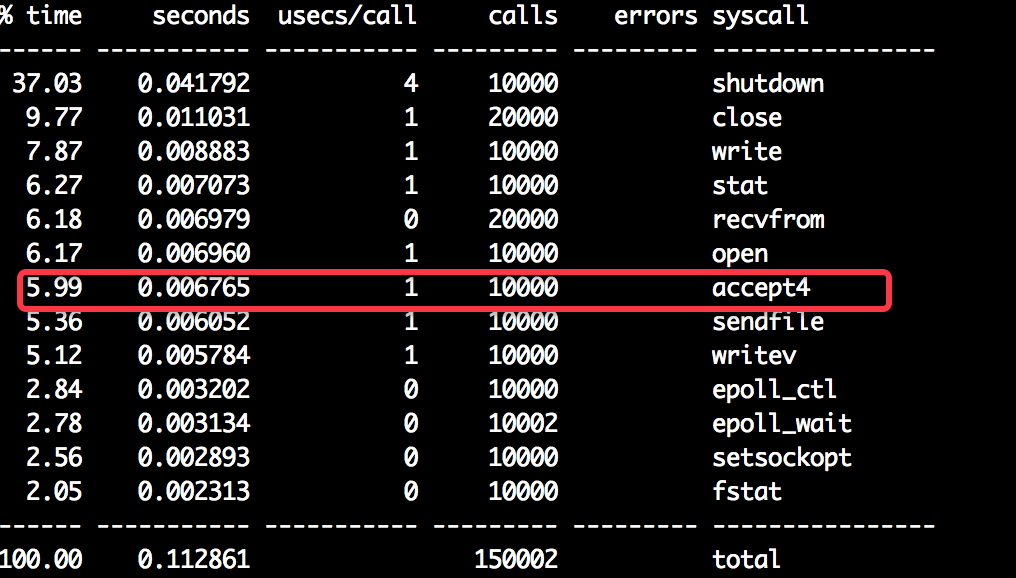 % time     seconds  usecs/call     calls    errors syscall
------ ----------- ----------- --------- --------- ----------------
 37.03    0.041792           4     10000           shutdown
  9.77    0.011031           1     20000           close
  7.87    0.008883           1     10000           write
  6.27    0.007073           1     10000           stat
  6.18    0.006979           0     20000           recvfrom
  6.17    0.006960           1     10000           open
  5.99    0.006765           1     10000           accept4
  5.36    0.006052           1     10000           sendfile
  5.12    0.005784           1     10000           writev
  2.84    0.003202           0     10000           epoll_ctl
  2.78    0.003134           0     10002           epoll_wait
  2.56    0.002893           0     10000           setsockopt
  2.05    0.002313           0     10000           fstat
------ ----------- ----------- --------- --------- ----------------
100.00    0.112861                150002           total